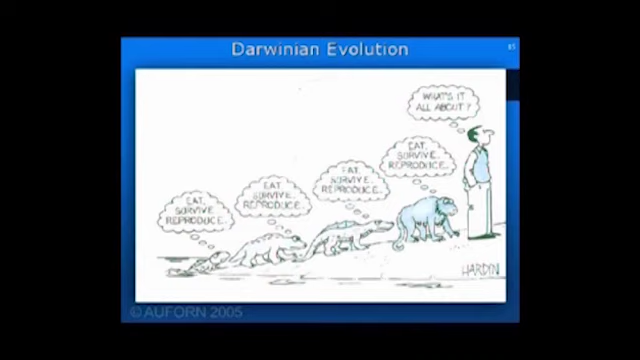 Darwinian Evolution
WHAT'S IT
ALL ABOUT?
EAT.
SURVIVE.
REPRODUCE.
EAT.
SURVIVE.
REPRODUCE.
EAT.
SURVIVE.
REPRODUCE.
EAT.
SURVIVE.
REPRODUCE.
HARDIN
© AUFORN 2005